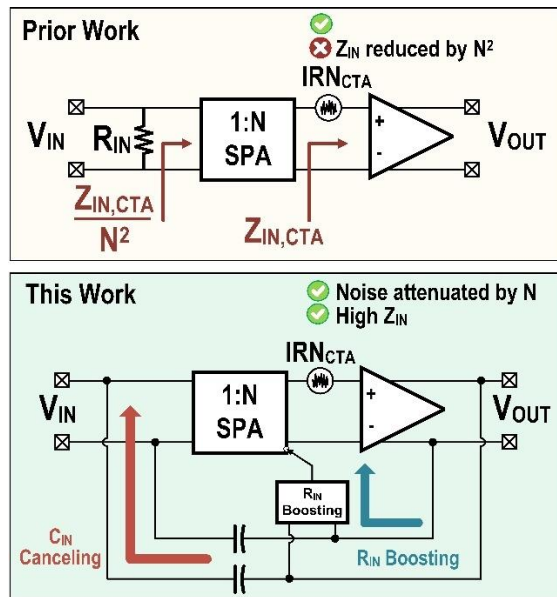 Prior Work
Z_IN reduced by N²
IRN_CTA
V_IN
R_IN
1:N
SPA
+
-
V_OUT
Z_IN,CTA
N²
Z_IN,CTA
This Work
Noise attenuated by N
High Z_IN
IRN_CTA
V_IN
1:N
SPA
+
-
V_OUT
R_IN
Boosting
C_IN
Canceling
R_IN Boosting